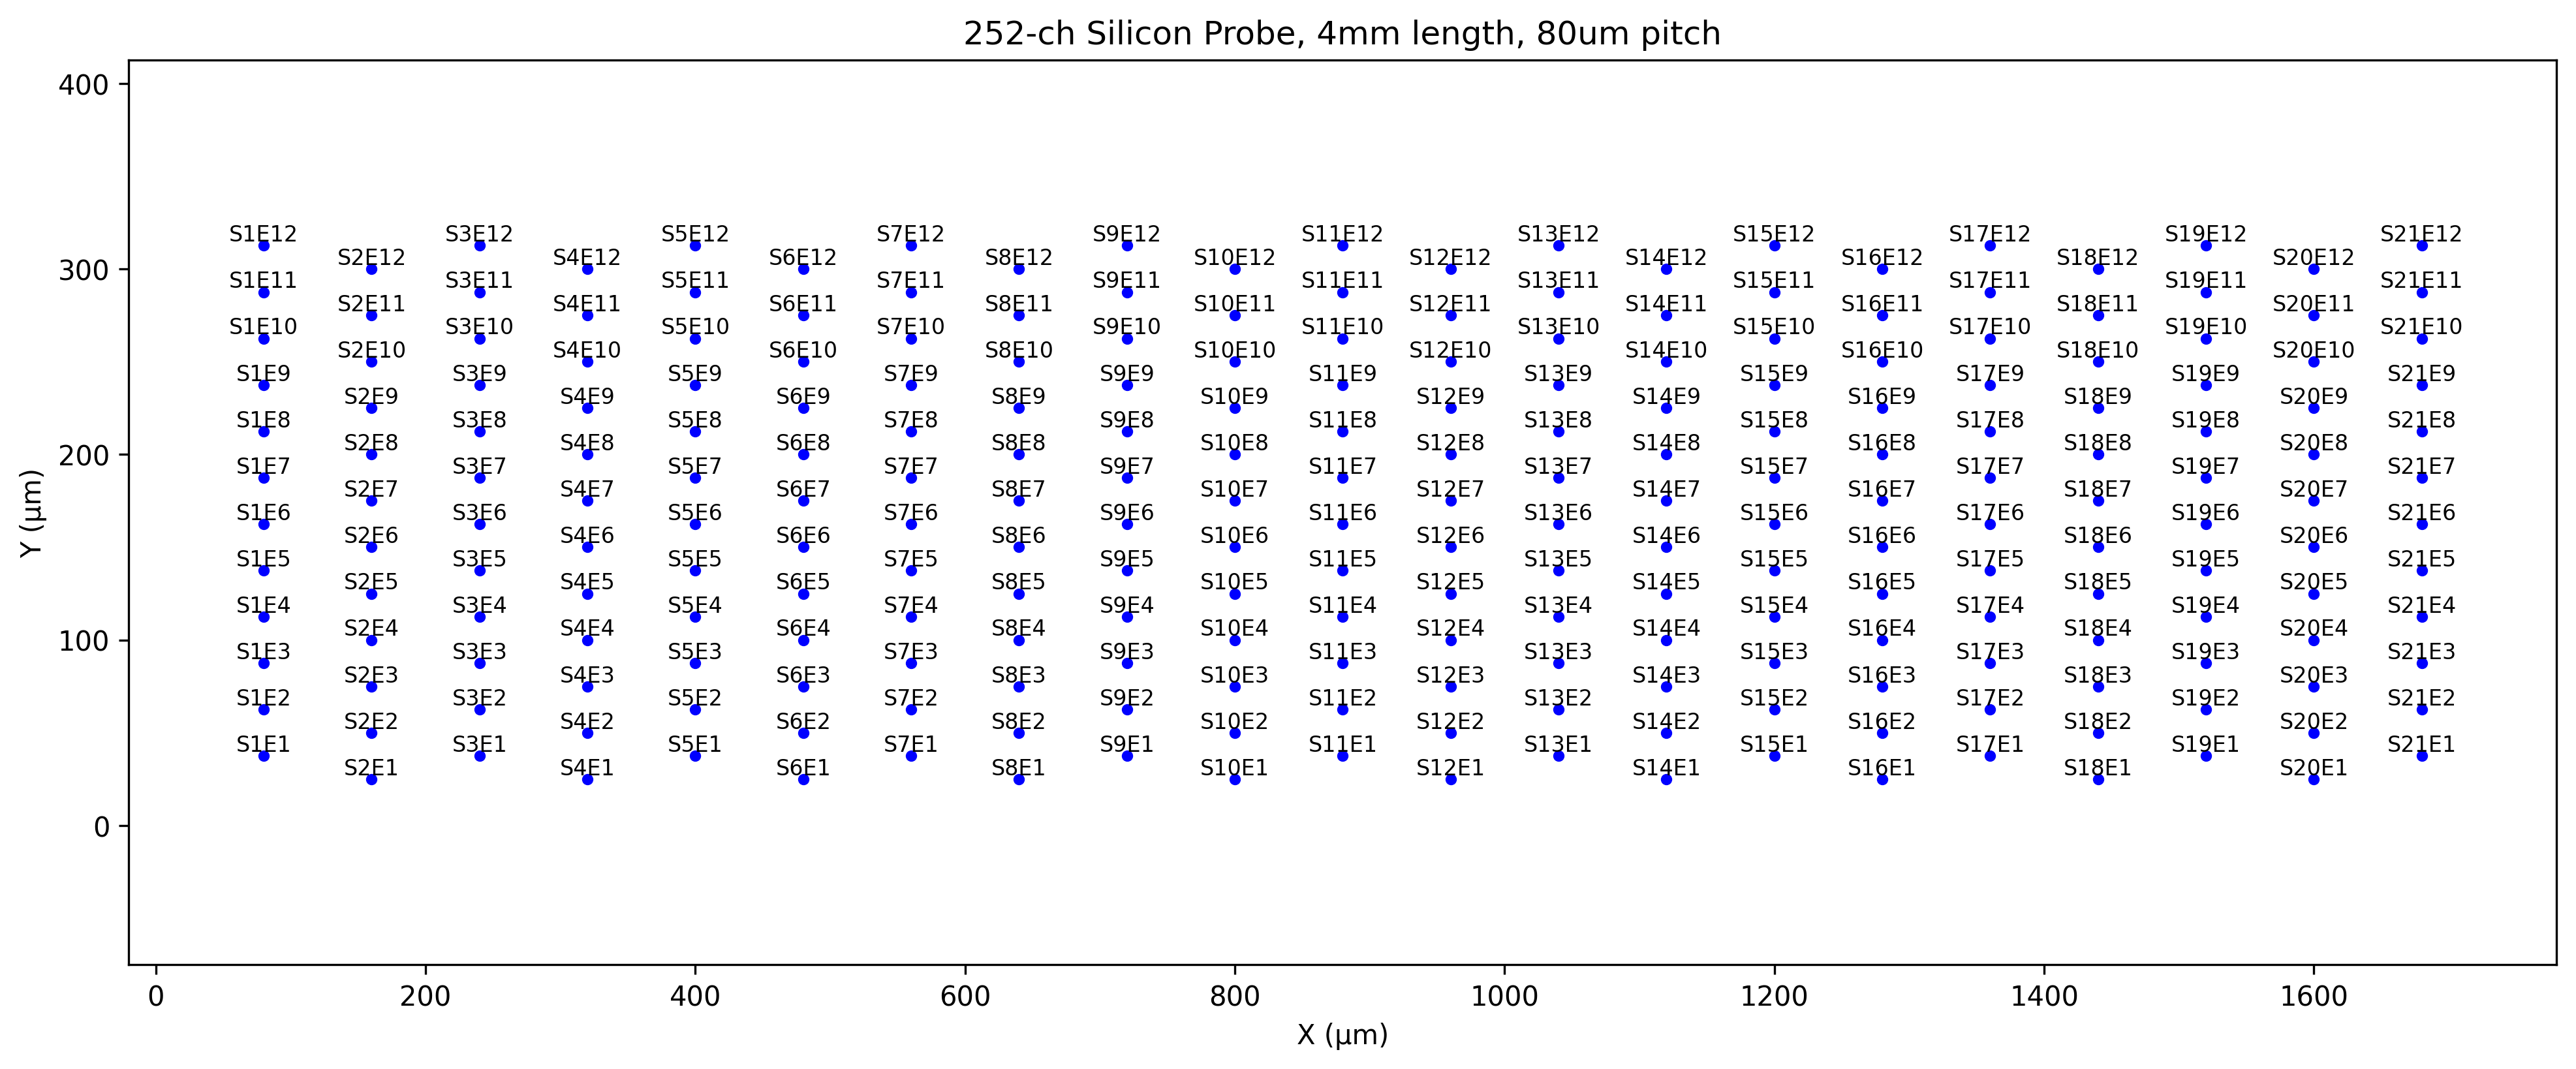 252-ch Silicon Probe, 4mm length, 80um pitch
400
S1E12 S3E12 S5E12 S7E12 S9E12 S11E12 S13E12 S15E12 S17E12 S19E12 S21E12
S2E12 S4E12 S6E12 S8E12 S10E12 S12E12 S14E12 S16E12 S18E12 S20E12
300
S1E11 S3E11 S5E11 S7E11 S9E11 S11E11 S13E11 S15E11 S17E11 S19E11 S21E11
S2E11 S4E11 S6E11 S8E11 S10E11 S12E11 S14E11 S16E11 S18E11 S20E11
S1E10 S3E10 S5E10 S7E10 S9E10 S11E10 S13E10 S15E10 S17E10 S19E10 S21E10
S2E10 S4E10 S6E10 S8E10 S10E10 S12E10 S14E10 S16E10 S18E10 S20E10
S1E9 S3E9 S5E9 S7E9 S9E9 S11E9 S13E9 S15E9 S17E9 S19E9 S21E9
S2E9 S4E9 S6E9 S8E9 S10E9 S12E9 S14E9 S16E9 S18E9 S20E9
S1E8 S3E8 S5E8 S7E8 S9E8 S11E8 S13E8 S15E8 S17E8 S19E8 S21E8
S2E8 S4E8 S6E8 S8E8 S10E8 S12E8 S14E8 S16E8 S18E8 S20E8
200
S1E7 S3E7 S5E7 S7E7 S9E7 S11E7 S13E7 S15E7 S17E7 S19E7 S21E7
S2E7 S4E7 S6E7 S8E7 S10E7 S12E7 S14E7 S16E7 S18E7 S20E7
S1E6 S3E6 S5E6 S7E6 S9E6 S11E6 S13E6 S15E6 S17E6 S19E6 S21E6
S2E6 S4E6 S6E6 S8E6 S10E6 S12E6 S14E6 S16E6 S18E6 S20E6
S1E5 S3E5 S5E5 S7E5 S9E5 S11E5 S13E5 S15E5 S17E5 S19E5 S21E5
S2E5 S4E5 S6E5 S8E5 S10E5 S12E5 S14E5 S16E5 S18E5 S20E5
S1E4 S3E4 S5E4 S7E4 S9E4 S11E4 S13E4 S15E4 S17E4 S19E4 S21E4
S2E4 S4E4 S6E4 S8E4 S10E4 S12E4 S14E4 S16E4 S18E4 S20E4
100
S1E3 S3E3 S5E3 S7E3 S9E3 S11E3 S13E3 S15E3 S17E3 S19E3 S21E3
S2E3 S4E3 S6E3 S8E3 S10E3 S12E3 S14E3 S16E3 S18E3 S20E3
S1E2 S3E2 S5E2 S7E2 S9E2 S11E2 S13E2 S15E2 S17E2 S19E2 S21E2
S2E2 S4E2 S6E2 S8E2 S10E2 S12E2 S14E2 S16E2 S18E2 S20E2
S1E1 S3E1 S5E1 S7E1 S9E1 S11E1 S13E1 S15E1 S17E1 S19E1 S21E1
S2E1 S4E1 S6E1 S8E1 S10E1 S12E1 S14E1 S16E1 S18E1 S20E1
0
Y (µm)
0 200 400 600 800 1000 1200 1400 1600
X (µm)